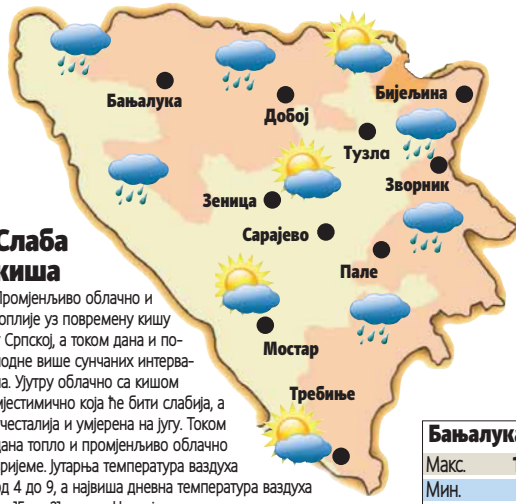 Бањалука
Добој
Бијељина
Тузла
Зворник
Зеница
Сарајево
Пале
Мостар
Требиње
Слаба
киша
Промјенљиво облачно и
топлије уз повремену кишу
Српској, а током дана и по-
подне више сунчаних интерва-
ла. Ујутру облачно са кишом
мјестимично која ће бити слабија, а
учесталија и умјерена на југу. Током
дана топло и промјенљиво облачно
вријеме. Јутарња температура ваздуха
од 4 до 9, а највиша дневна температура ваздуха
Бањалука
Макс.
Мин.